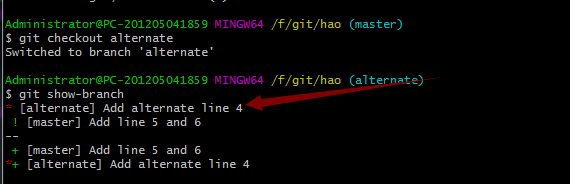 Administrator@PC-201205041859 MINGW64 /f/git/hao (master)
$ git checkout alternate
Switched to branch 'alternate'

Administrator@PC-201205041859 MINGW64 /f/git/hao (alternate)
$ git show-branch
* [alternate] Add alternate line 4
 ! [master] Add line 5 and 6
--
 + [master] Add line 5 and 6
*+ [alternate] Add alternate line 4